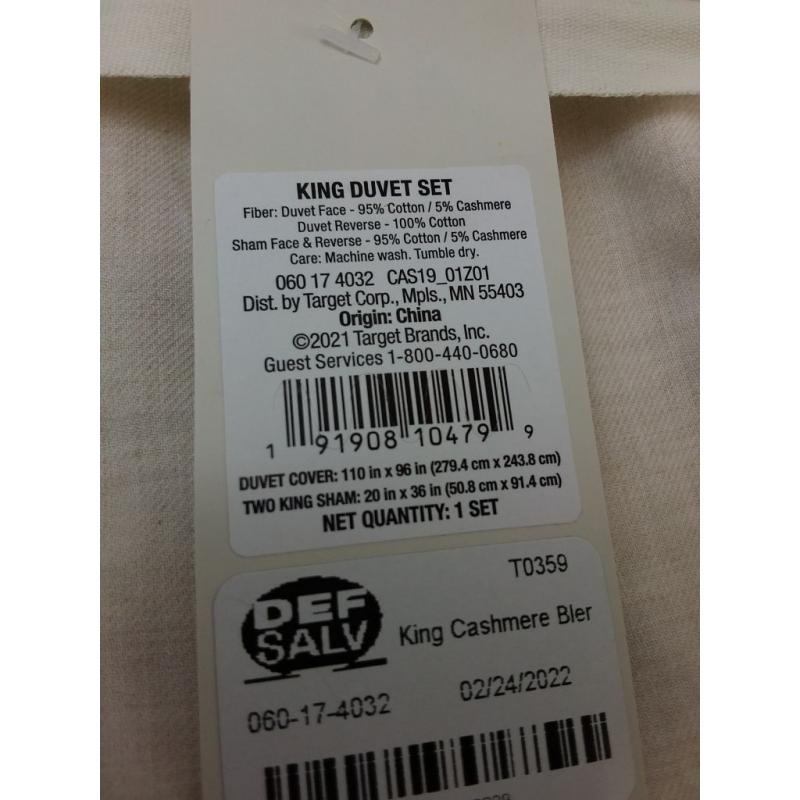 KING DUVET SET
Fiber: Duvet Face - 95% Cotton / 5% Cashmere
Duvet Reverse - 100% Cotton
Sham Face & Reverse - 95% Cotton / 5% Cashmere
Care: Machine wash. Tumble dry.
060 17 4032 CAS19_01Z01
Dist. by Target Corp., Mpls., MN 55403
Origin: China
©2021 Target Brands, Inc.
Guest Services 1-800-440-0680
1 91908 10479 9
DUVET COVER: 110 in x 96 in (279.4 cm x 243.8 cm)
TWO KING SHAM: 20 in x 36 in (50.8 cm x 91.4 cm)
NET QUANTITY: 1 SET
T0359
DEF
SALV
King Cashmere Bler
060-17-4032 02/24/2022